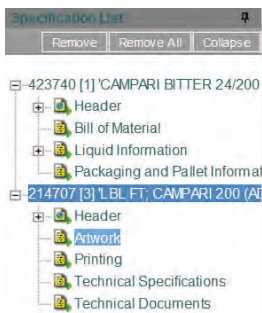 Specification List
Remove Remove All Collapse
423740 [1] 'CAMPARI BITTER 24/200
Header
Bill of Material
Liquid Information
Packaging and Pallet Informat
214707 [3] 'LBL FT; CAMPARI 200 (AD
Header
Artwork
Printing
Technical Specifications
Technical Documents